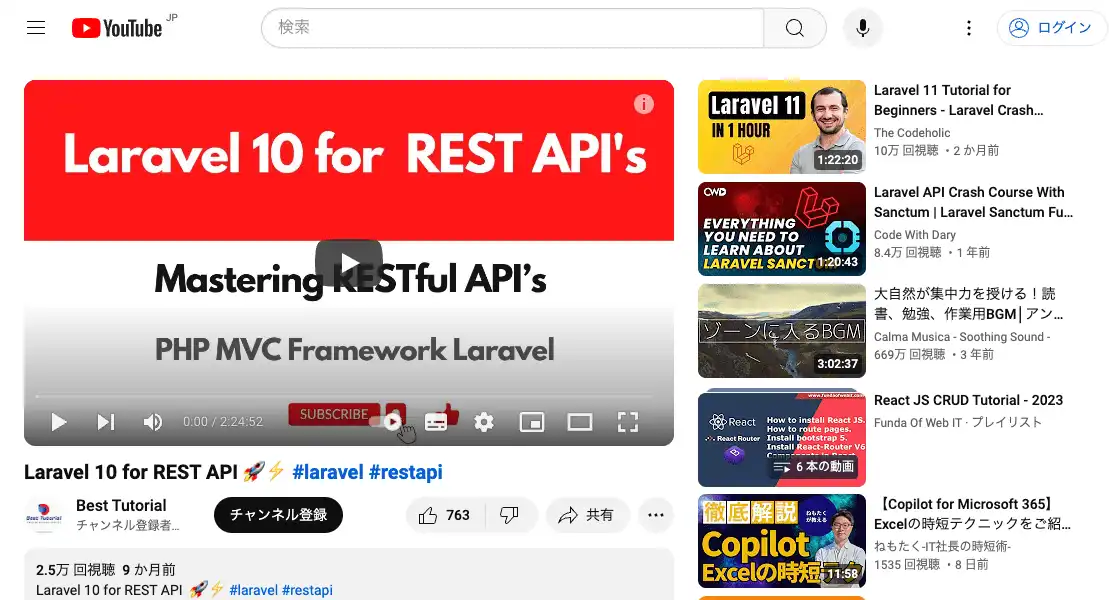 YouTube JP
検索
ログイン
Laravel 10 for REST API's
Mastering RESTful API's
PHP MVC Framework Laravel
SUBSCRIBE
0:00 / 2:24:52
Laravel 10 for REST API 🚀⚡ #laravel #restapi
Best Tutorial
チャンネル登録者...
チャンネル登録
763
共有
2.5万 回視聴 9 か月前
Laravel 10 for REST API 🚀⚡ #laravel #restapi
Laravel 11
IN 1 HOUR
1:22:20
Laravel 11 Tutorial for
Beginners - Laravel Crash...
The Codeholic
10万 回視聴 ・2 か月前
CWD
EVERYTHING
YOU NEED TO
LEARN ABOUT
LARAVEL SANCTUM
1:20:43
Laravel API Crash Course With
Sanctum | Laravel Sanctum Fu...
Code With Dary
8.4万 回視聴 ・1 年前
ゾーンに入るBGM
3:02:37
大自然が集中力を授ける！読
書、勉強、作業用BGM│アン...
Calma Musica - Soothing Sound -
669万 回視聴 ・3 年前
www.fundaofwebit.com
React
React Router
How to install React JS.
How to route pages.
Install bootstrap 5.
Install React-Router V6
6 本の動画
React JS CRUD Tutorial - 2023
Funda Of Web IT · プレイリスト
徹底解説
ねもたくが教える
Copilot
Excelの時短テク
11:58
【Copilot for Microsoft 365】
Excelの時短テクニックをご紹...
ねもたく-IT社長の時短術-
1535 回視聴 ・8 日前